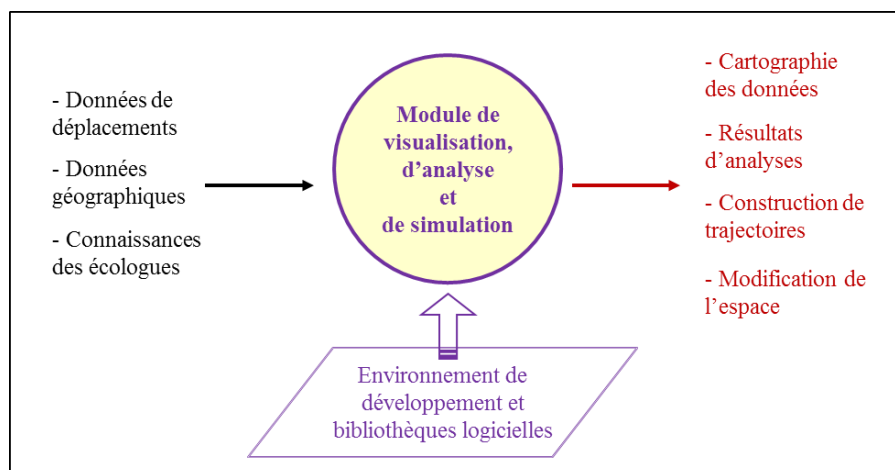 - Données de
déplacements
- Données
géographiques
- Connaissances
des écologues
Module de
visualisation,
d’analyse
et
de simulation
- Cartographie
des données
- Résultats
d’analyses
- Construction de
trajectoires
- Modification de
l’espace
Environnement de
développement et
bibliothèques logicielles